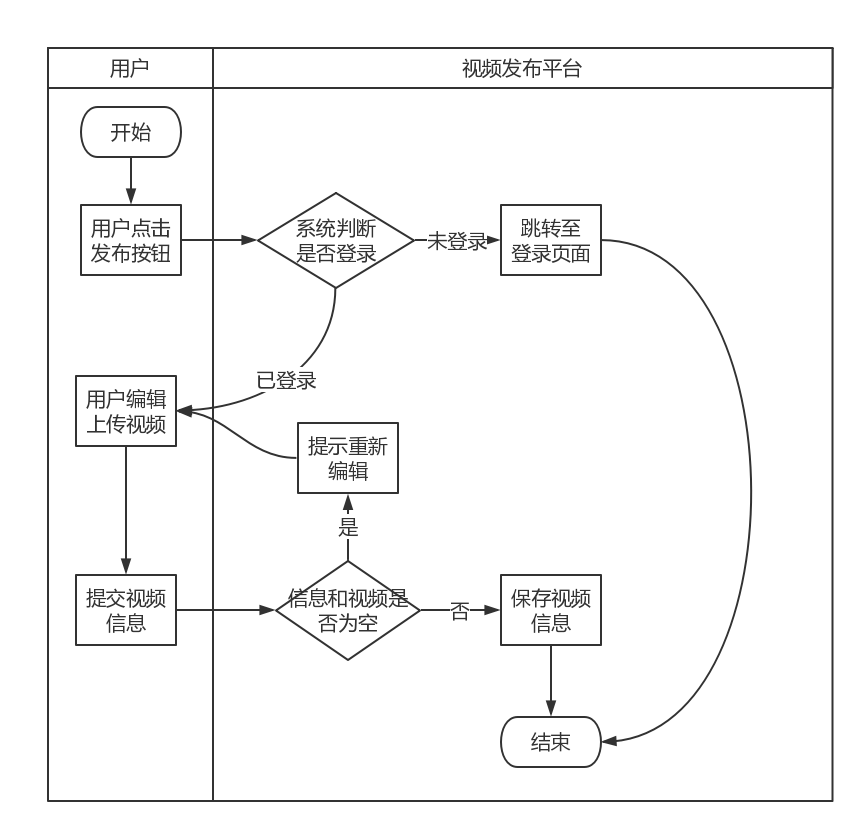 用户
视频发布平台
开始
用户点击
发布按钮
系统判断
是否登录
未登录
跳转至
登录页面
已登录
用户编辑
上传视频
提示重新
编辑
是
提交视频
信息
信息和视频是
否为空
否
保存视频
信息
结束